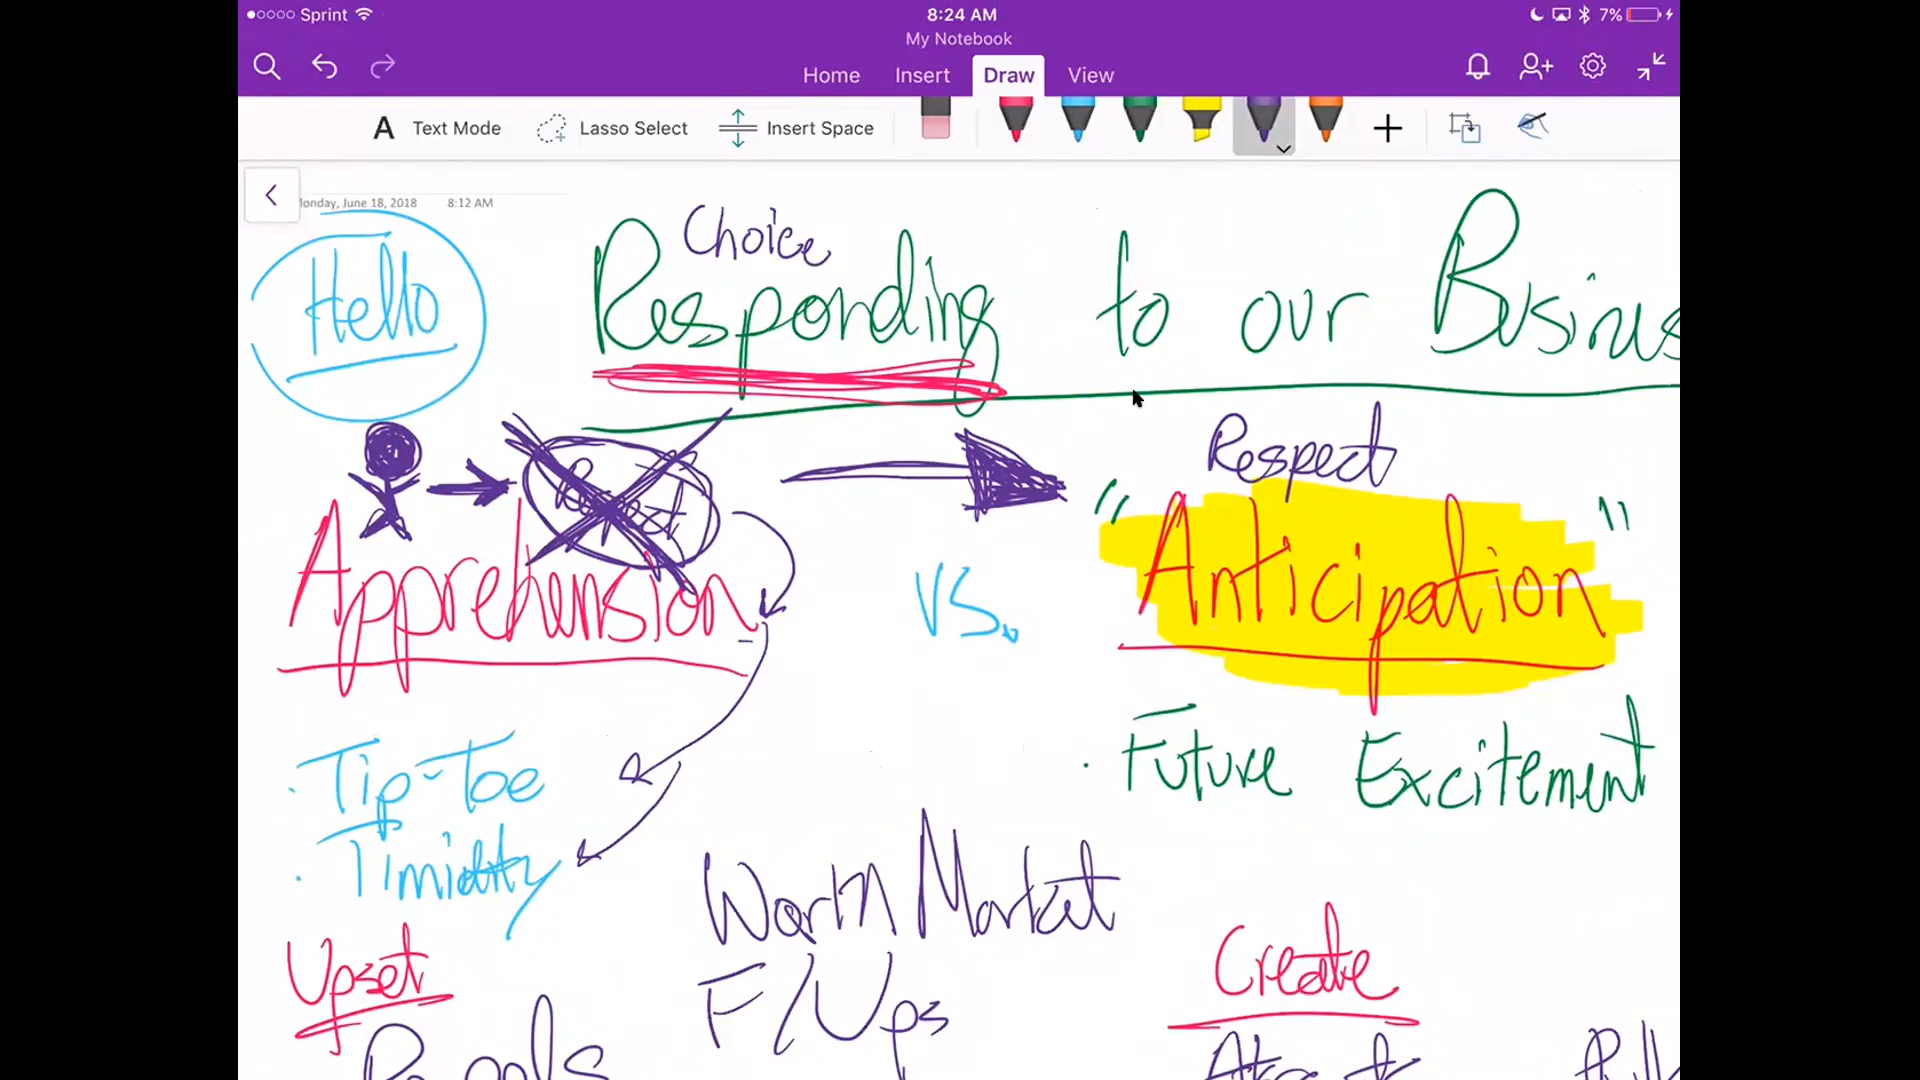 Sprint 8:24 AM 7%
My Notebook
Home Insert Draw View
A Text Mode Lasso Select Insert Space
onday, June 18, 2018 8:12 AM
Choice
Hello
Responding to our Busines
Respect
Apprehension vs. "Anticipation"
· Tip-Toe
· Future Excitement
· Timidity
Warm Market
Upset
F/Ups
Create